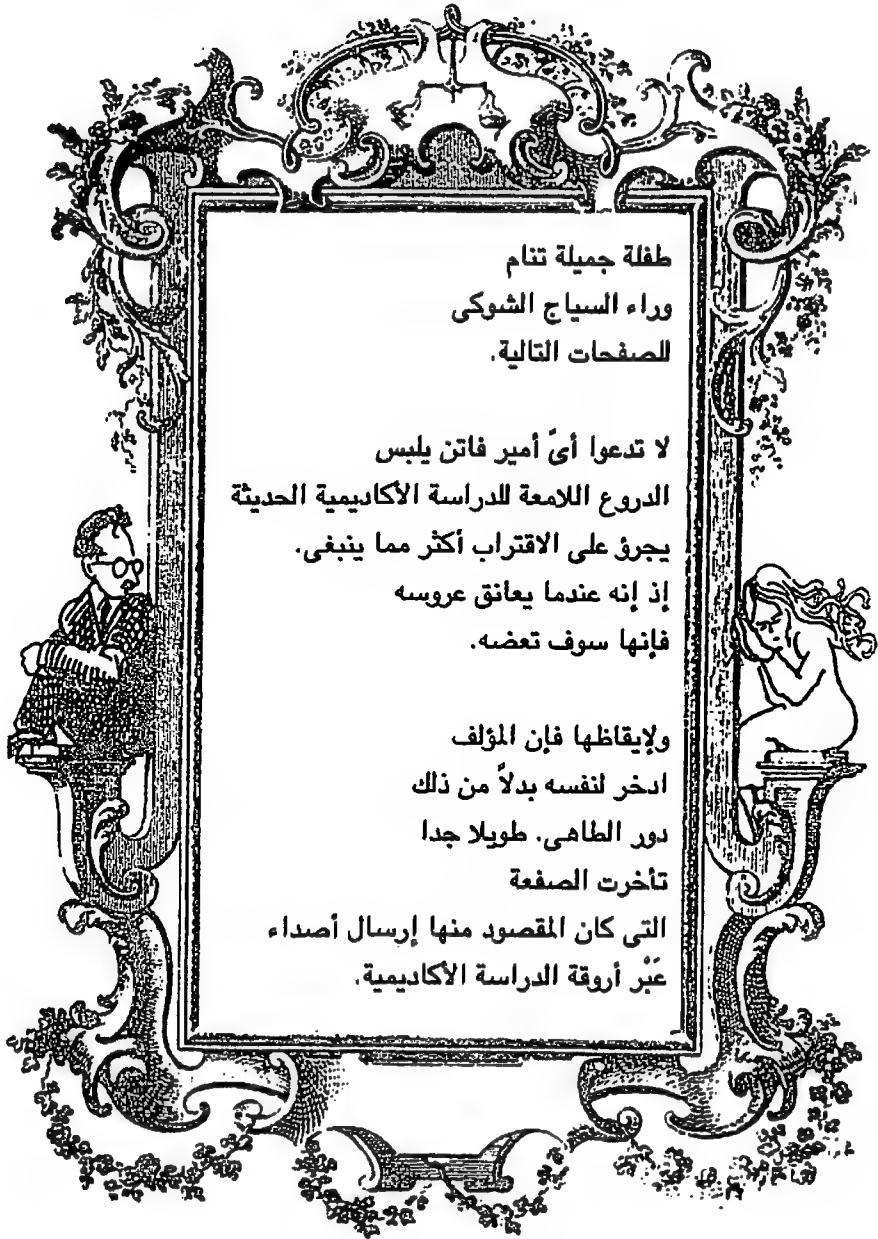 طفلة جميلة تنام
وراء السياج الشوكى
للصفحات التالية.
لا تدعوا أىّ أمير فاتن يلبس
الدروع اللامعة للدراسة الأكاديمية الحديثة
يجرؤ على الاقتراب أكثر مما ينبغى.
إذ إنه عندما يعانق عروسه
فإنها سوف تعضه.
ولإيقاظها فإن المؤلف
ادخر لنفسه بدلاً من ذلك
دور الطاهى. طويلا جدا
تأخرت الصفعة
التى كان المقصود منها إرسال أصداء
عَبْر أروقة الدراسة الأكاديمية.